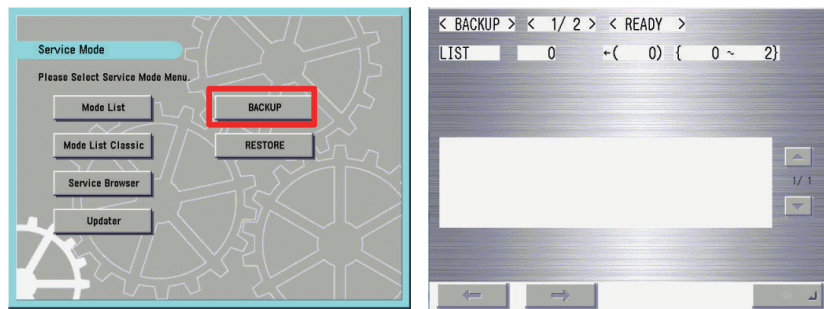 Service Mode
Please Select Service Mode Menu.
Mode List
BACKUP
Mode List Classic
RESTORE
Service Browser
Updater
< BACKUP > < 1/ 2 > < READY >
LIST 0 ←( 0) { 0 ~ 2}
1/ 1